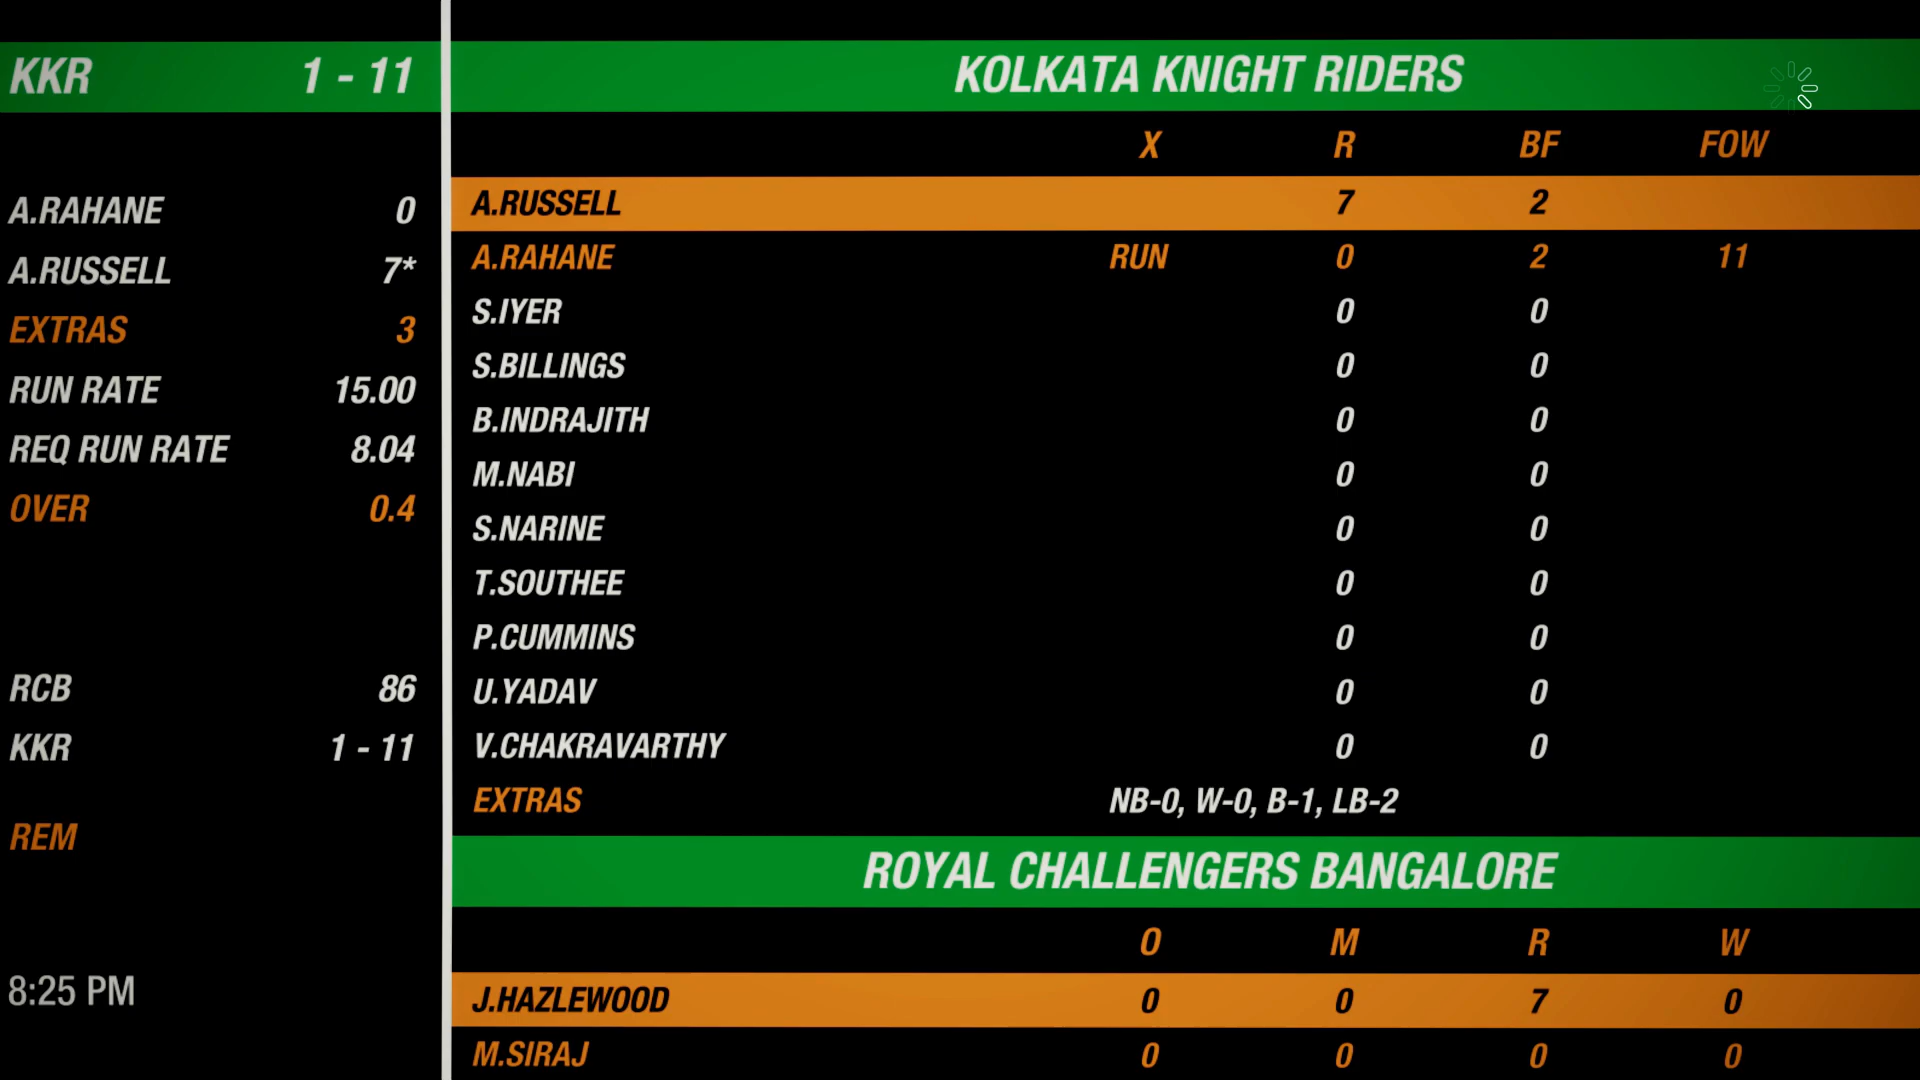 KKR 1 - 11
A.RAHANE 0
A.RUSSELL 7*
EXTRAS 3
RUN RATE 15.00
REQ RUN RATE 8.04
OVER 0.4
RCB 86
KKR 1 - 11
REM
8:25 PM
KOLKATA KNIGHT RIDERS
X R BF FOW
A.RUSSELL 7 2
A.RAHANE RUN 0 2 11
S.IYER 0 0
S.BILLINGS 0 0
B.INDRAJITH 0 0
M.NABI 0 0
S.NARINE 0 0
T.SOUTHEE 0 0
P.CUMMINS 0 0
U.YADAV 0 0
V.CHAKRAVARTHY 0 0
EXTRAS NB-0, W-0, B-1, LB-2
ROYAL CHALLENGERS BANGALORE
O M R W
J.HAZLEWOOD 0 0 7 0
M.SIRAJ 0 0 0 0